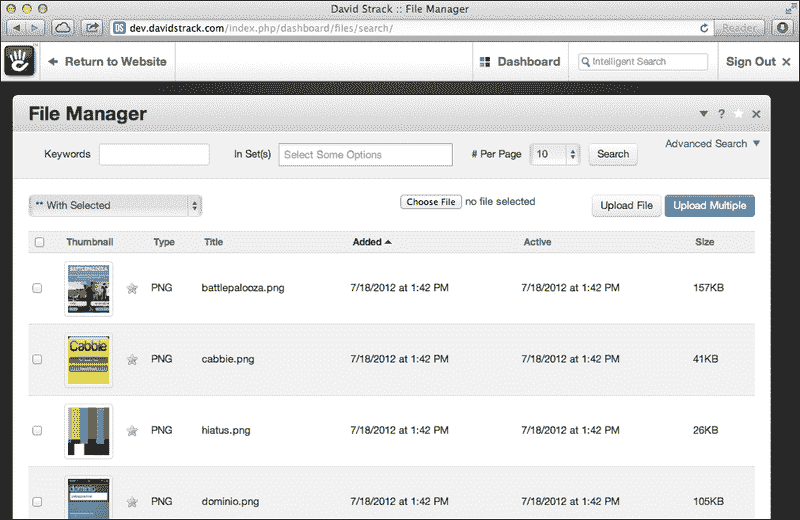 David Strack :: File Manager
DS dev.davidstrack.com/index.php/dashboard/files/search/ Reader
Return to Website Dashboard Intelligent Search Sign Out
File Manager ?
Advanced Search
Keywords In Set(s) Select Some Options # Per Page 10 Search
** With Selected Choose File no file selected Upload File Upload Multiple
Thumbnail Type Title Added Active Size
BATTLEPALOOZA
PNG battlepalooza.png 7/18/2012 at 1:42 PM 7/18/2012 at 1:42 PM 157KB
Cabbie
PNG cabbie.png 7/18/2012 at 1:42 PM 7/18/2012 at 1:42 PM 41KB
PNG hiatus.png 7/18/2012 at 1:42 PM 7/18/2012 at 1:42 PM 26KB
dominio
PNG dominio.png 7/18/2012 at 1:42 PM 7/18/2012 at 1:42 PM 105KB